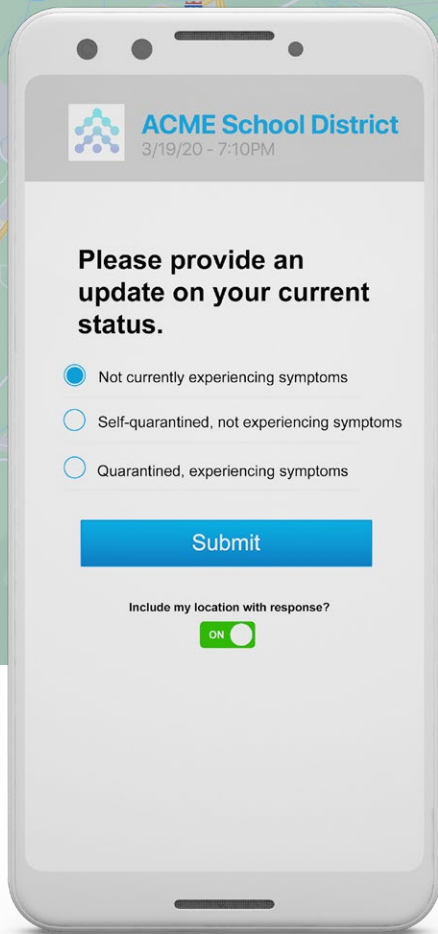 ACME School District
3/19/20 - 7:10PM
Please provide an
update on your current
status.
Not currently experiencing symptoms
Self-quarantined, not experiencing symptoms
Quarantined, experiencing symptoms
Submit
Include my location with response?
ON